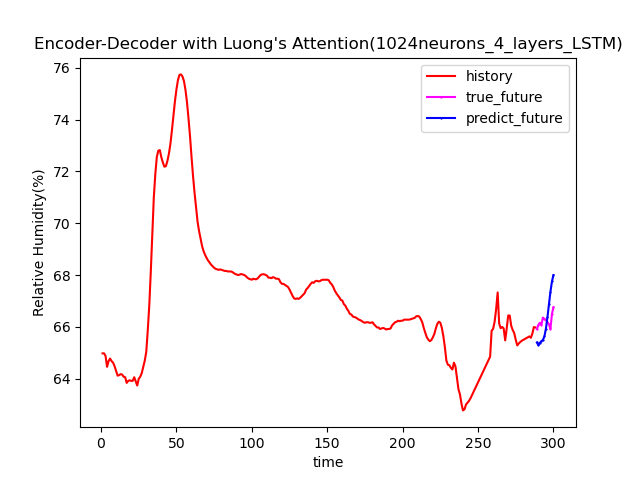 Encoder-Decoder with Luong's Attention(1024neurons_4_layers_LSTM)
history
true_future
predict_future
Relative Humidity(%)
76
74
72
70
68
66
64
0 50 100 150 200 250 300
time